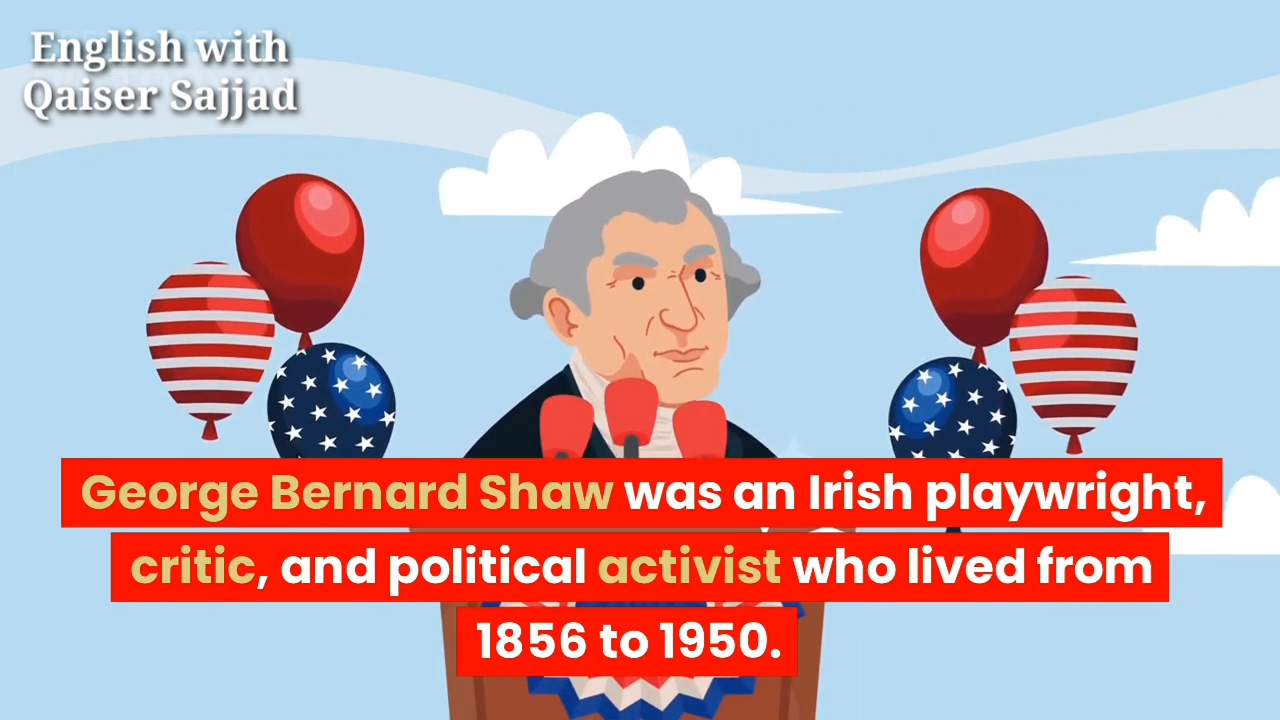 English with
Qaiser Sajjad
George Bernard Shaw was an Irish playwright,
critic, and political activist who lived from
1856 to 1950.